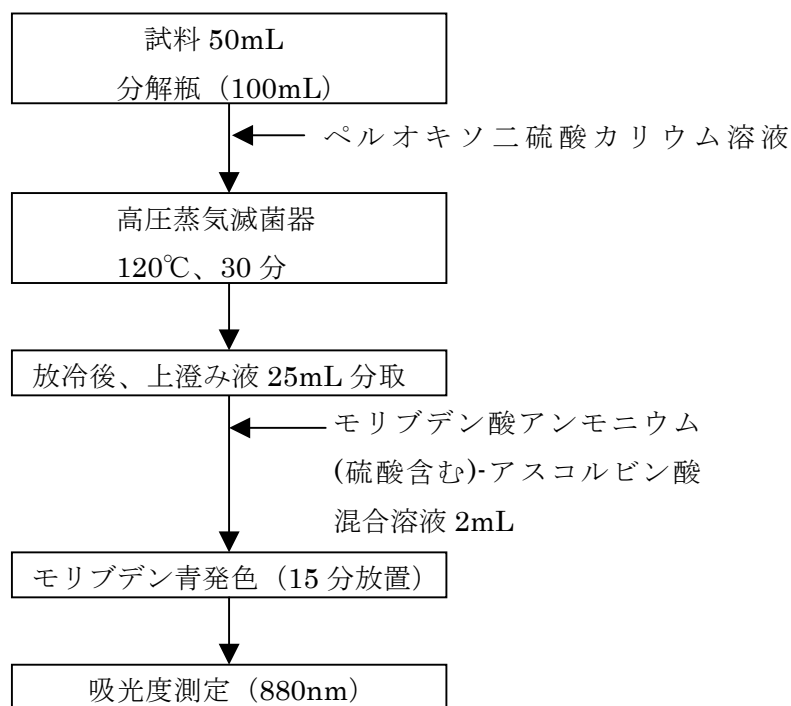 試料 50mL
分解瓶（100mL）
ペルオキソ二硫酸カリウム溶液
高圧蒸気滅菌器
120℃、30 分
放冷後、上澄み液 25mL 分取
モリブデン酸アンモニウム
(硫酸含む)-アスコルビン酸
混合溶液 2mL
モリブデン青発色（15 分放置）
吸光度測定（880nm）